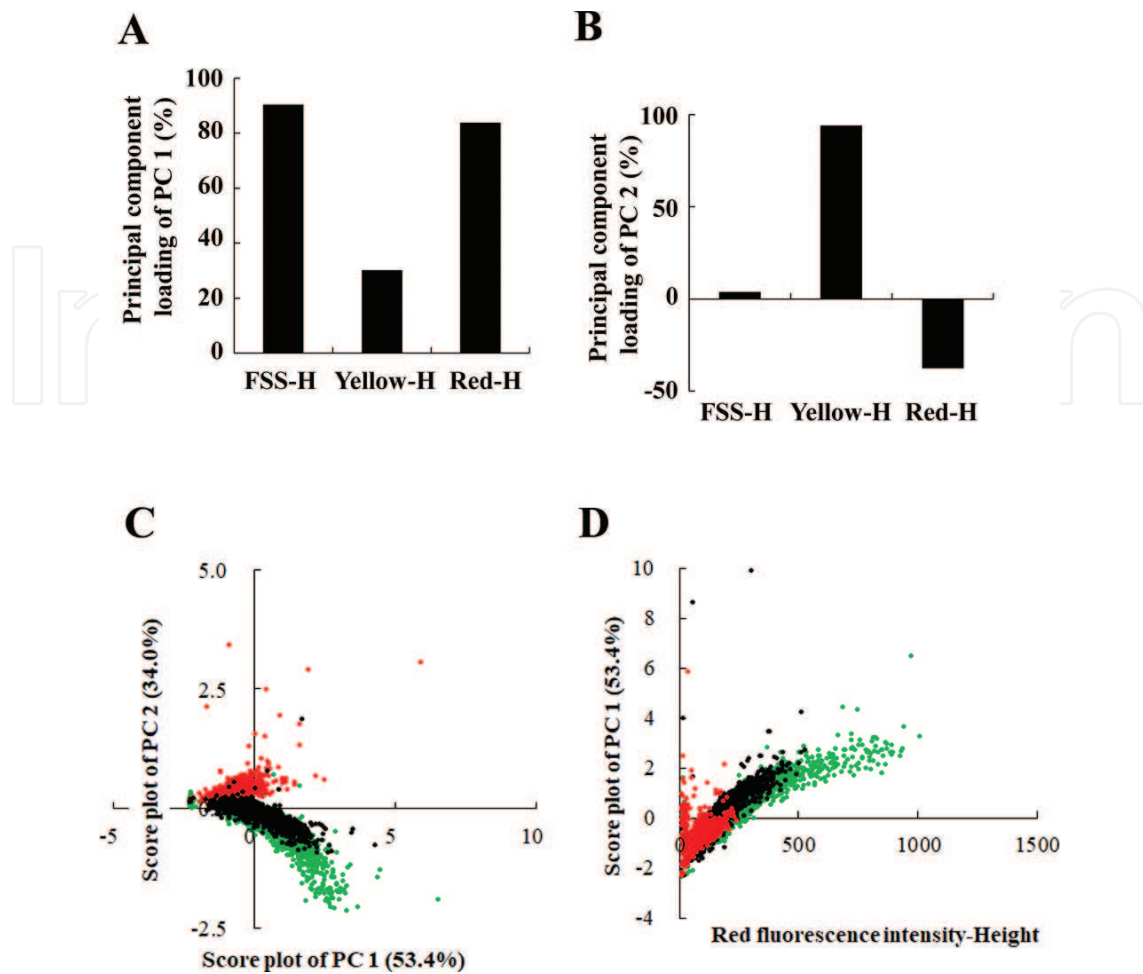 A
Principal component
loading of PC 1 (%)
100
80
60
40
20
0
FSS-H Yellow-H Red-H
B
Principal component
loading of PC 2 (%)
100
50
0
-50
FSS-H Yellow-H Red-H
C
Score plot of PC 2 (34.0%)
5.0
2.5
0
-2.5
-5 0 5 10
Score plot of PC 1 (53.4%)
D
Score plot of PC 1 (53.4%)
10
8
6
4
2
0
-2
-4
0 500 1000 1500
Red fluorescence intensity-Height